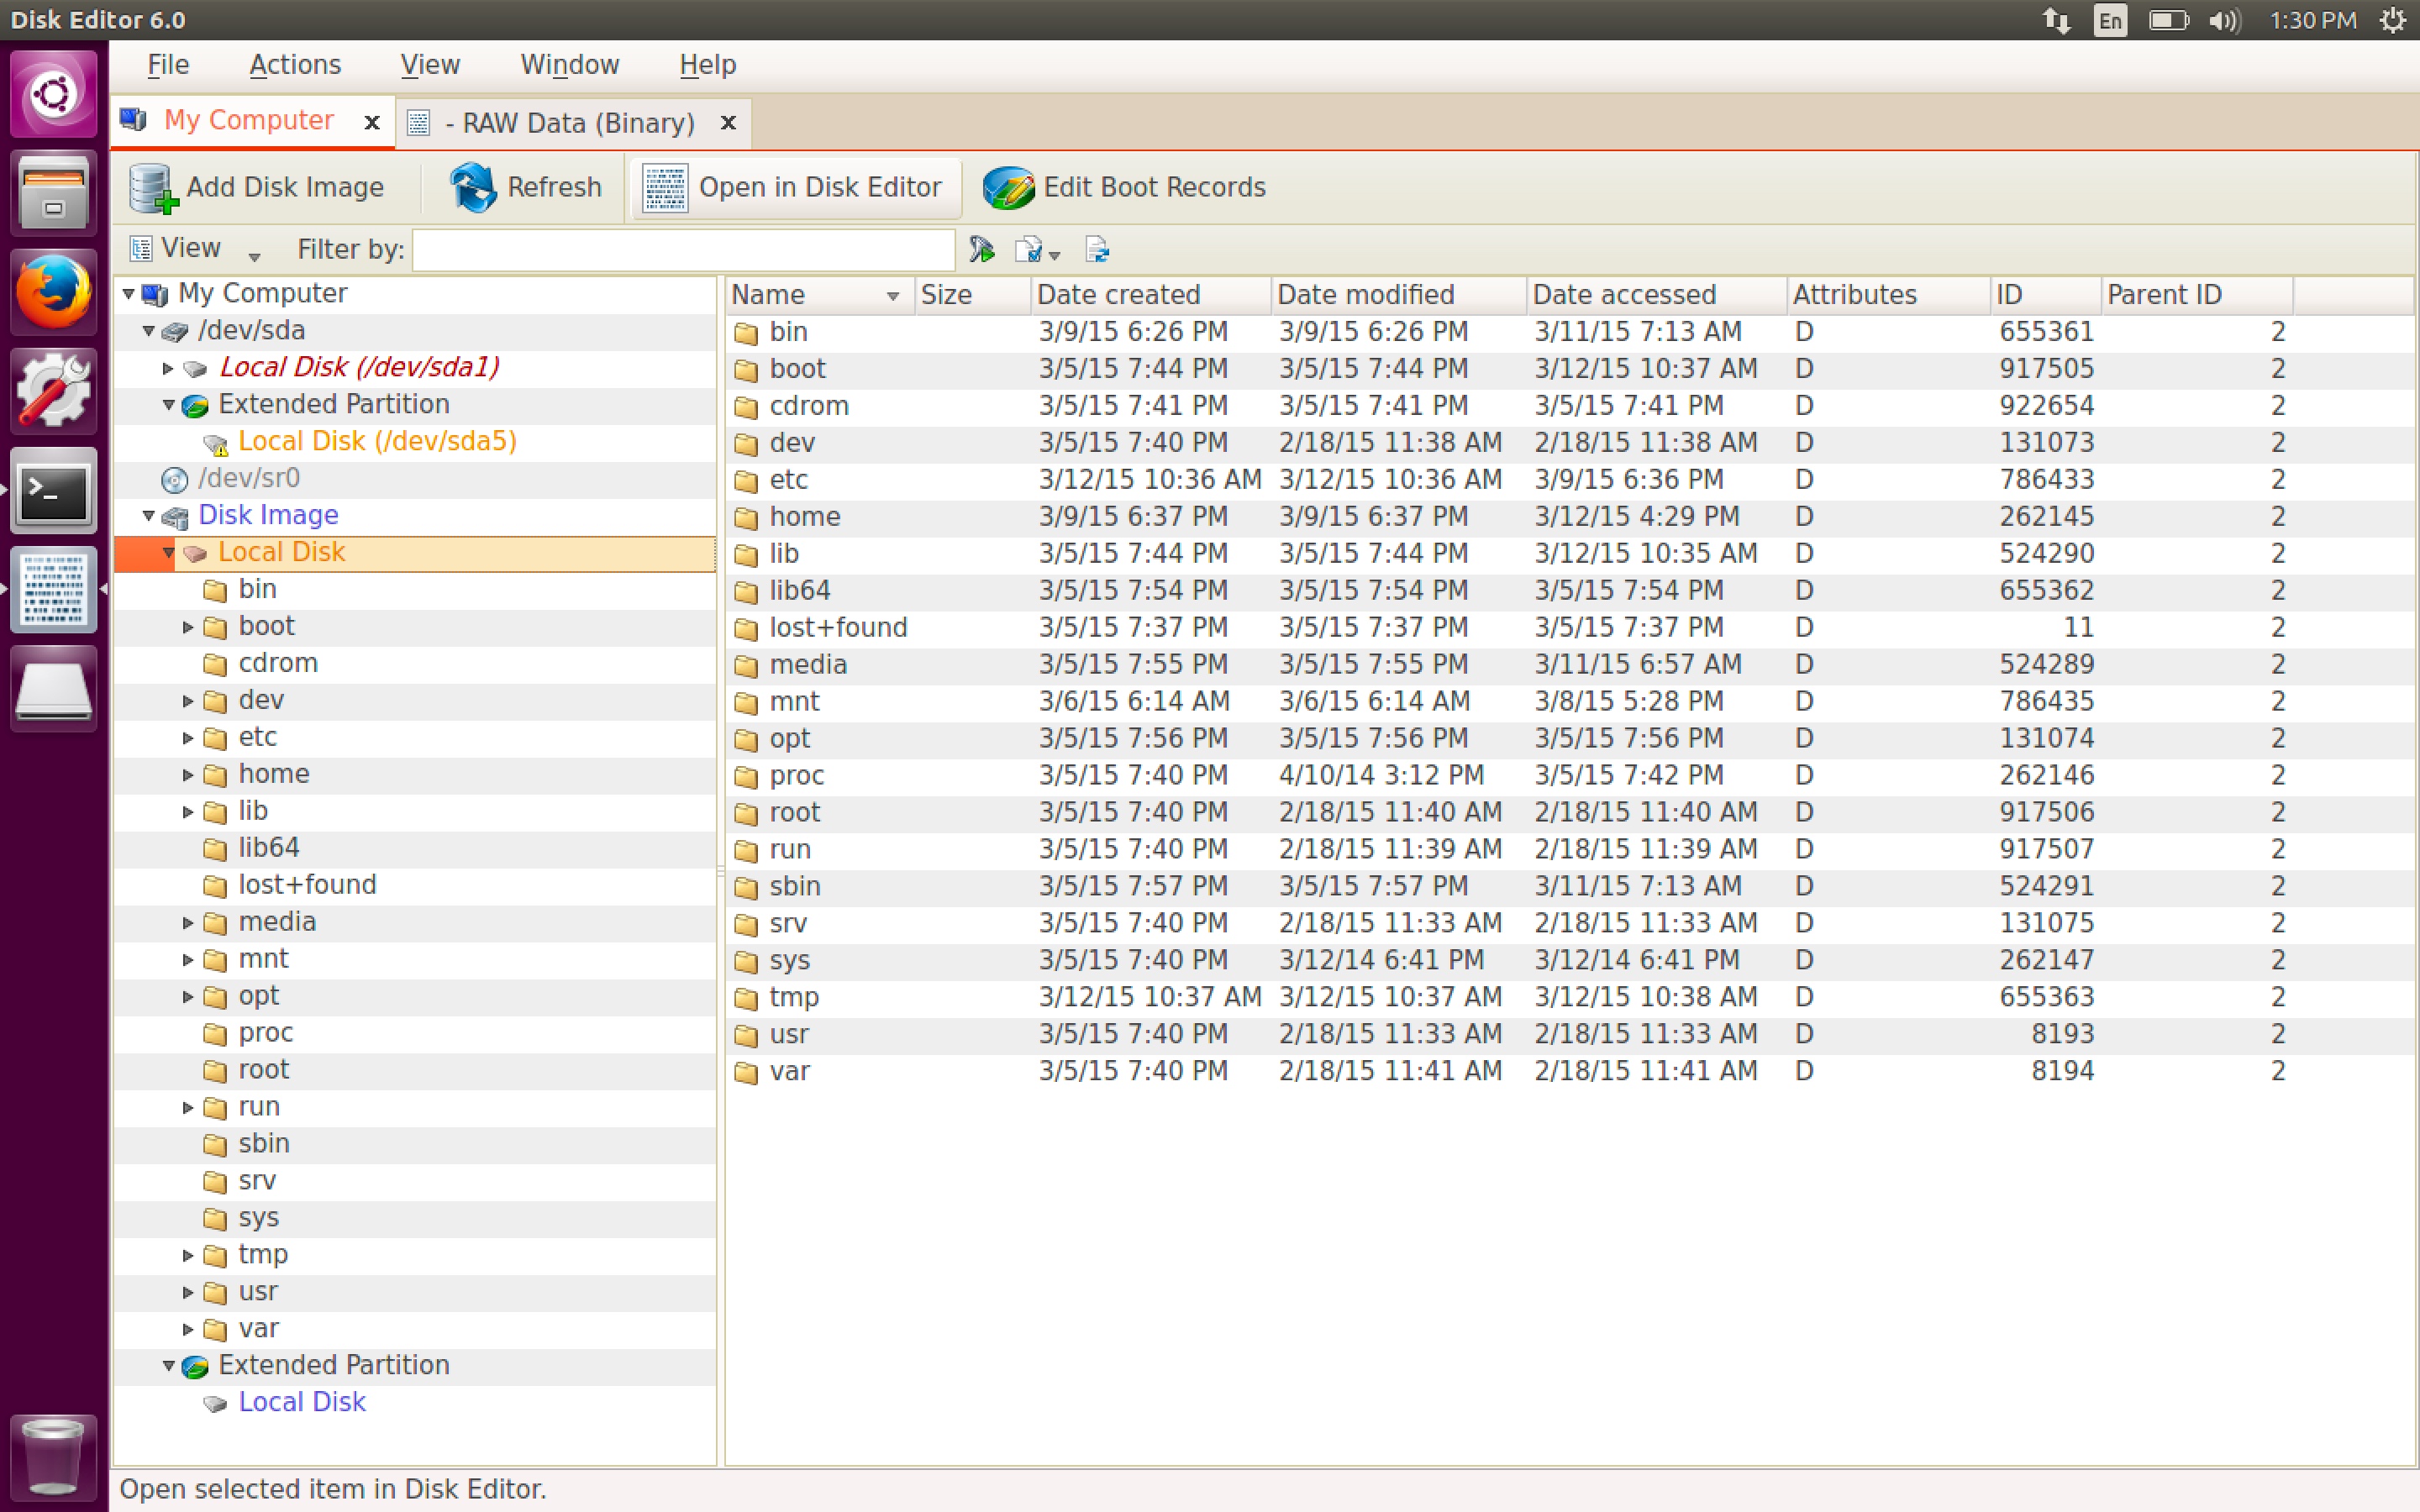 Disk Editor 6.0 En 1:30 PM
File Actions View Window Help
My Computer x - RAW Data (Binary) x
Add Disk Image Refresh Open in Disk Editor Edit Boot Records
View Filter by:
My Computer
/dev/sda
Local Disk (/dev/sda1)
Extended Partition
Local Disk (/dev/sda5)
/dev/sr0
Disk Image
Local Disk
bin
boot
cdrom
dev
etc
home
lib
lib64
lost+found
media
mnt
opt
proc
root
run
sbin
srv
sys
tmp
usr
var
Extended Partition
Local Disk
Name Size Date created Date modified Date accessed Attributes ID Parent ID
bin 3/9/15 6:26 PM 3/9/15 6:26 PM 3/11/15 7:13 AM D 655361 2
boot 3/5/15 7:44 PM 3/5/15 7:44 PM 3/12/15 10:37 AM D 917505 2
cdrom 3/5/15 7:41 PM 3/5/15 7:41 PM 3/5/15 7:41 PM D 922654 2
dev 3/5/15 7:40 PM 2/18/15 11:38 AM 2/18/15 11:38 AM D 131073 2
etc 3/12/15 10:36 AM 3/12/15 10:36 AM 3/9/15 6:36 PM D 786433 2
home 3/9/15 6:37 PM 3/9/15 6:37 PM 3/12/15 4:29 PM D 262145 2
lib 3/5/15 7:44 PM 3/5/15 7:44 PM 3/12/15 10:35 AM D 524290 2
lib64 3/5/15 7:54 PM 3/5/15 7:54 PM 3/5/15 7:54 PM D 655362 2
lost+found 3/5/15 7:37 PM 3/5/15 7:37 PM 3/5/15 7:37 PM D 11 2
media 3/5/15 7:55 PM 3/5/15 7:55 PM 3/11/15 6:57 AM D 524289 2
mnt 3/6/15 6:14 AM 3/6/15 6:14 AM 3/8/15 5:28 PM D 786435 2
opt 3/5/15 7:56 PM 3/5/15 7:56 PM 3/5/15 7:56 PM D 131074 2
proc 3/5/15 7:40 PM 4/10/14 3:12 PM 3/5/15 7:42 PM D 262146 2
root 3/5/15 7:40 PM 2/18/15 11:40 AM 2/18/15 11:40 AM D 917506 2
run 3/5/15 7:40 PM 2/18/15 11:39 AM 2/18/15 11:39 AM D 917507 2
sbin 3/5/15 7:57 PM 3/5/15 7:57 PM 3/11/15 7:13 AM D 524291 2
srv 3/5/15 7:40 PM 2/18/15 11:33 AM 2/18/15 11:33 AM D 131075 2
sys 3/5/15 7:40 PM 3/12/14 6:41 PM 3/12/14 6:41 PM D 262147 2
tmp 3/12/15 10:37 AM 3/12/15 10:37 AM 3/12/15 10:38 AM D 655363 2
usr 3/5/15 7:40 PM 2/18/15 11:33 AM 2/18/15 11:33 AM D 8193 2
var 3/5/15 7:40 PM 2/18/15 11:41 AM 2/18/15 11:41 AM D 8194 2
Open selected item in Disk Editor.